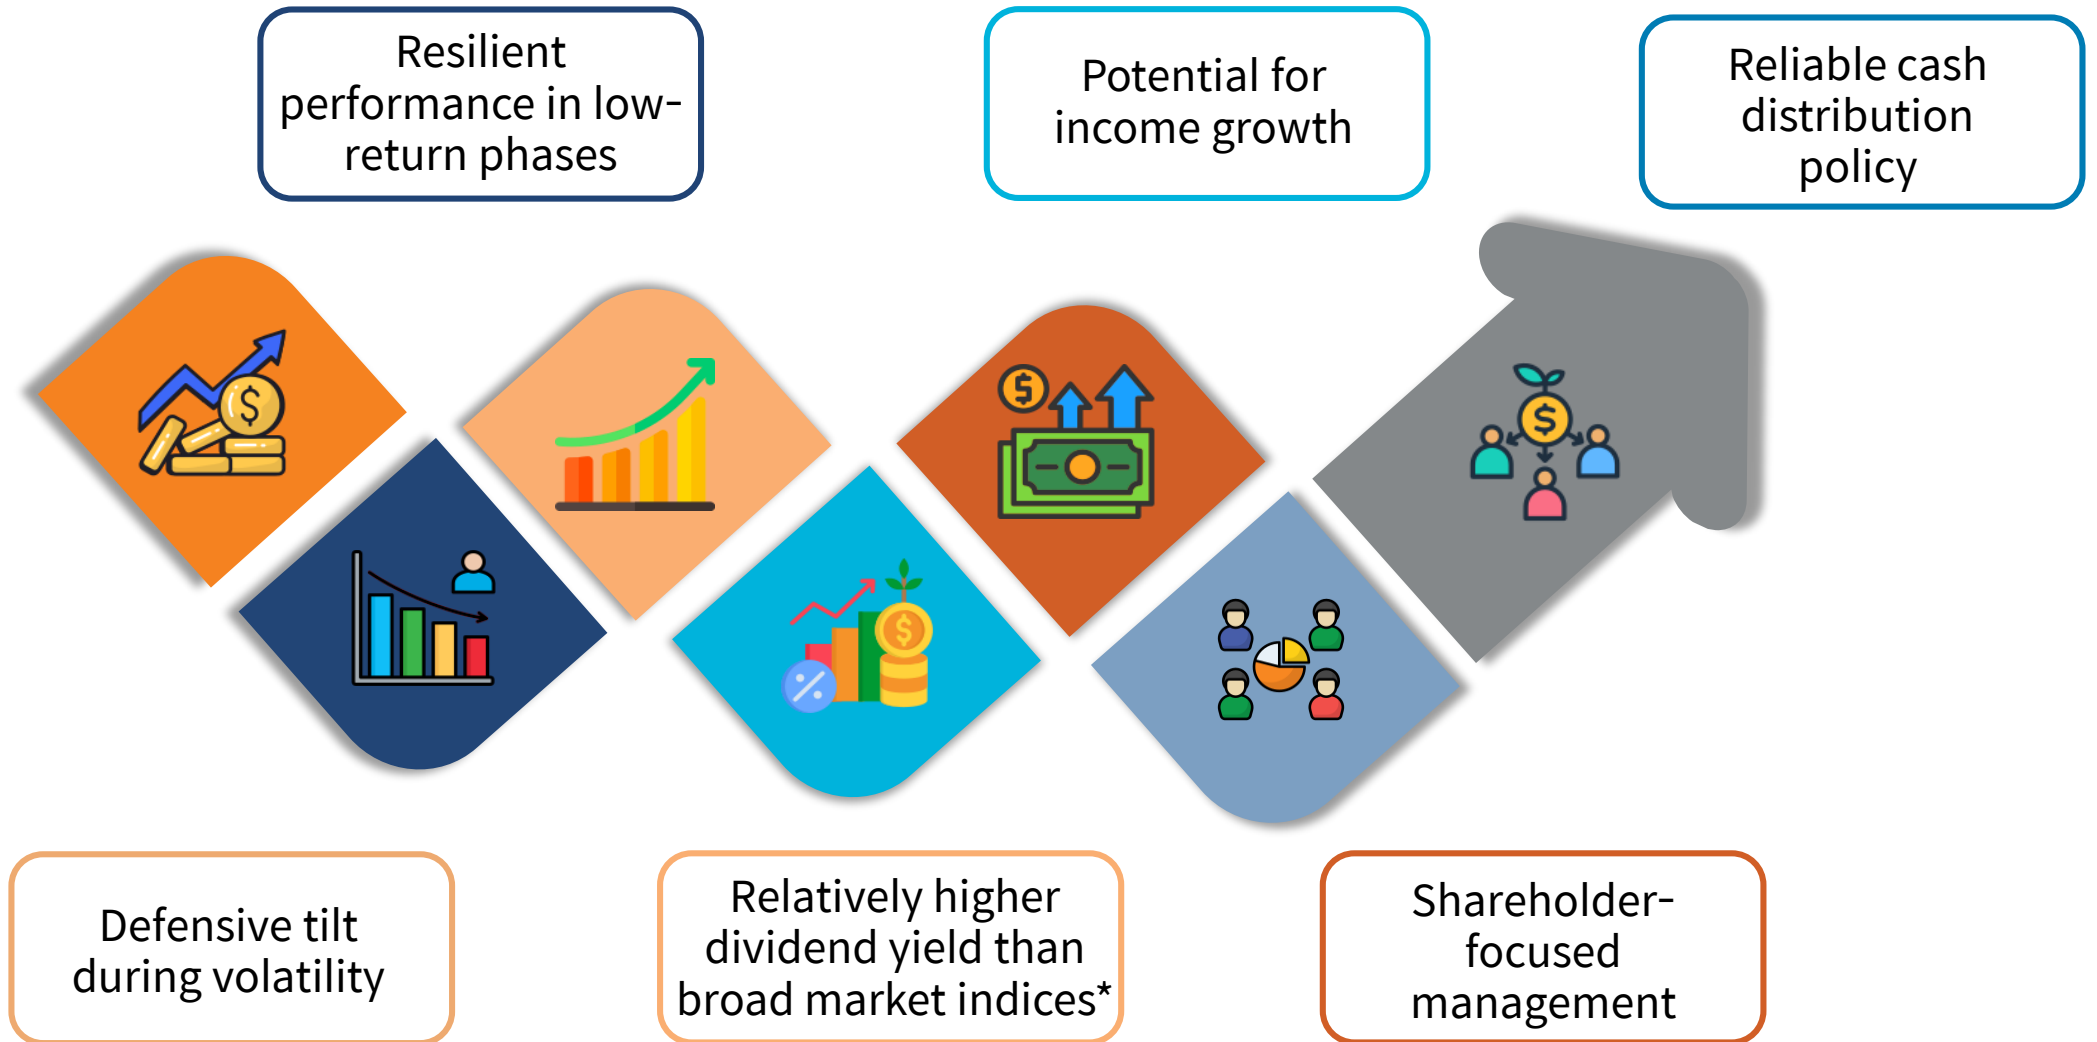 Resilient
performance in low-
return phases
Potential for
income growth
Reliable cash
distribution
policy
Defensive tilt
during volatility
Relatively higher
dividend yield than
broad market indices*
Shareholder-
focused
management